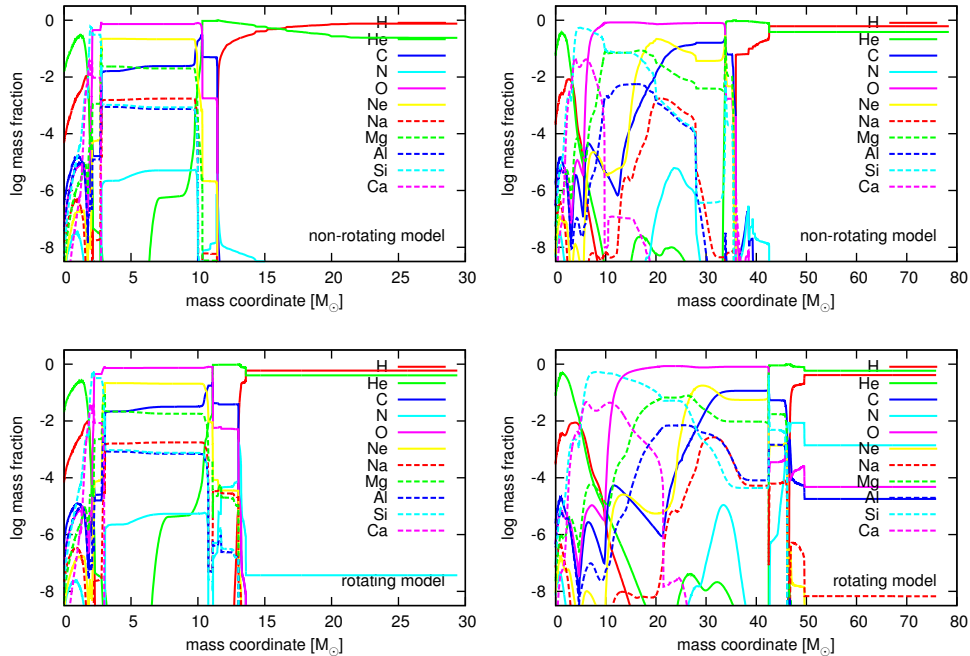 0
-2
-4
-6
-8
log mass fraction
0 5 10 15 20 25 30
mass coordinate [M☉]
H
He
C
N
O
Ne
Na
Mg
Al
Si
Ca
non-rotating model
0
-2
-4
-6
-8
log mass fraction
0 10 20 30 40 50 60 70 80
mass coordinate [M☉]
H
He
C
N
O
Ne
Na
Mg
Al
Si
Ca
non-rotating model
0
-2
-4
-6
-8
log mass fraction
0 5 10 15 20 25 30
mass coordinate [M☉]
H
He
C
N
O
Ne
Na
Mg
Al
Si
Ca
rotating model
0
-2
-4
-6
-8
log mass fraction
0 10 20 30 40 50 60 70 80
mass coordinate [M☉]
H
He
C
N
O
Ne
Na
Mg
Al
Si
Ca
rotating model